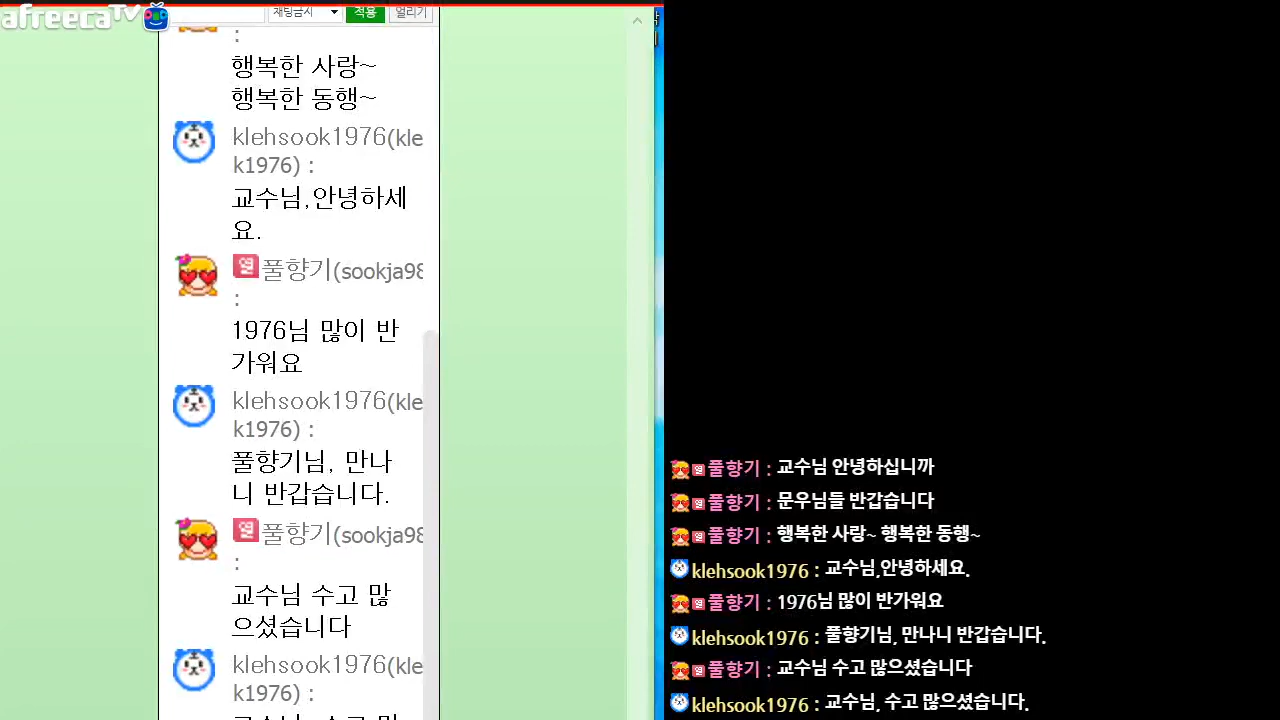 afreecaTV
채팅금지 ▼ 적용 얼리기
:
행복한 사랑~
행복한 동행~
klehsook1976(kle
k1976) :
교수님,안녕하세
요.
열 풀향기(sookja98
:
1976님 많이 반
가워요
klehsook1976(kle
k1976) :
풀향기님, 만나
니 반갑습니다.
열 풀향기(sookja98
:
교수님 수고 많
으셨습니다
klehsook1976(kle
k1976) :
열 풀향기 : 교수님 안녕하십니까
열 풀향기 : 문우님들 반갑습니다
열 풀향기 : 행복한 사랑~ 행복한 동행~
klehsook1976 : 교수님,안녕하세요.
열 풀향기 : 1976님 많이 반가워요
klehsook1976 : 풀향기님, 만나니 반갑습니다.
열 풀향기 : 교수님 수고 많으셨습니다
klehsook1976 : 교수님, 수고 많으셨습니다.